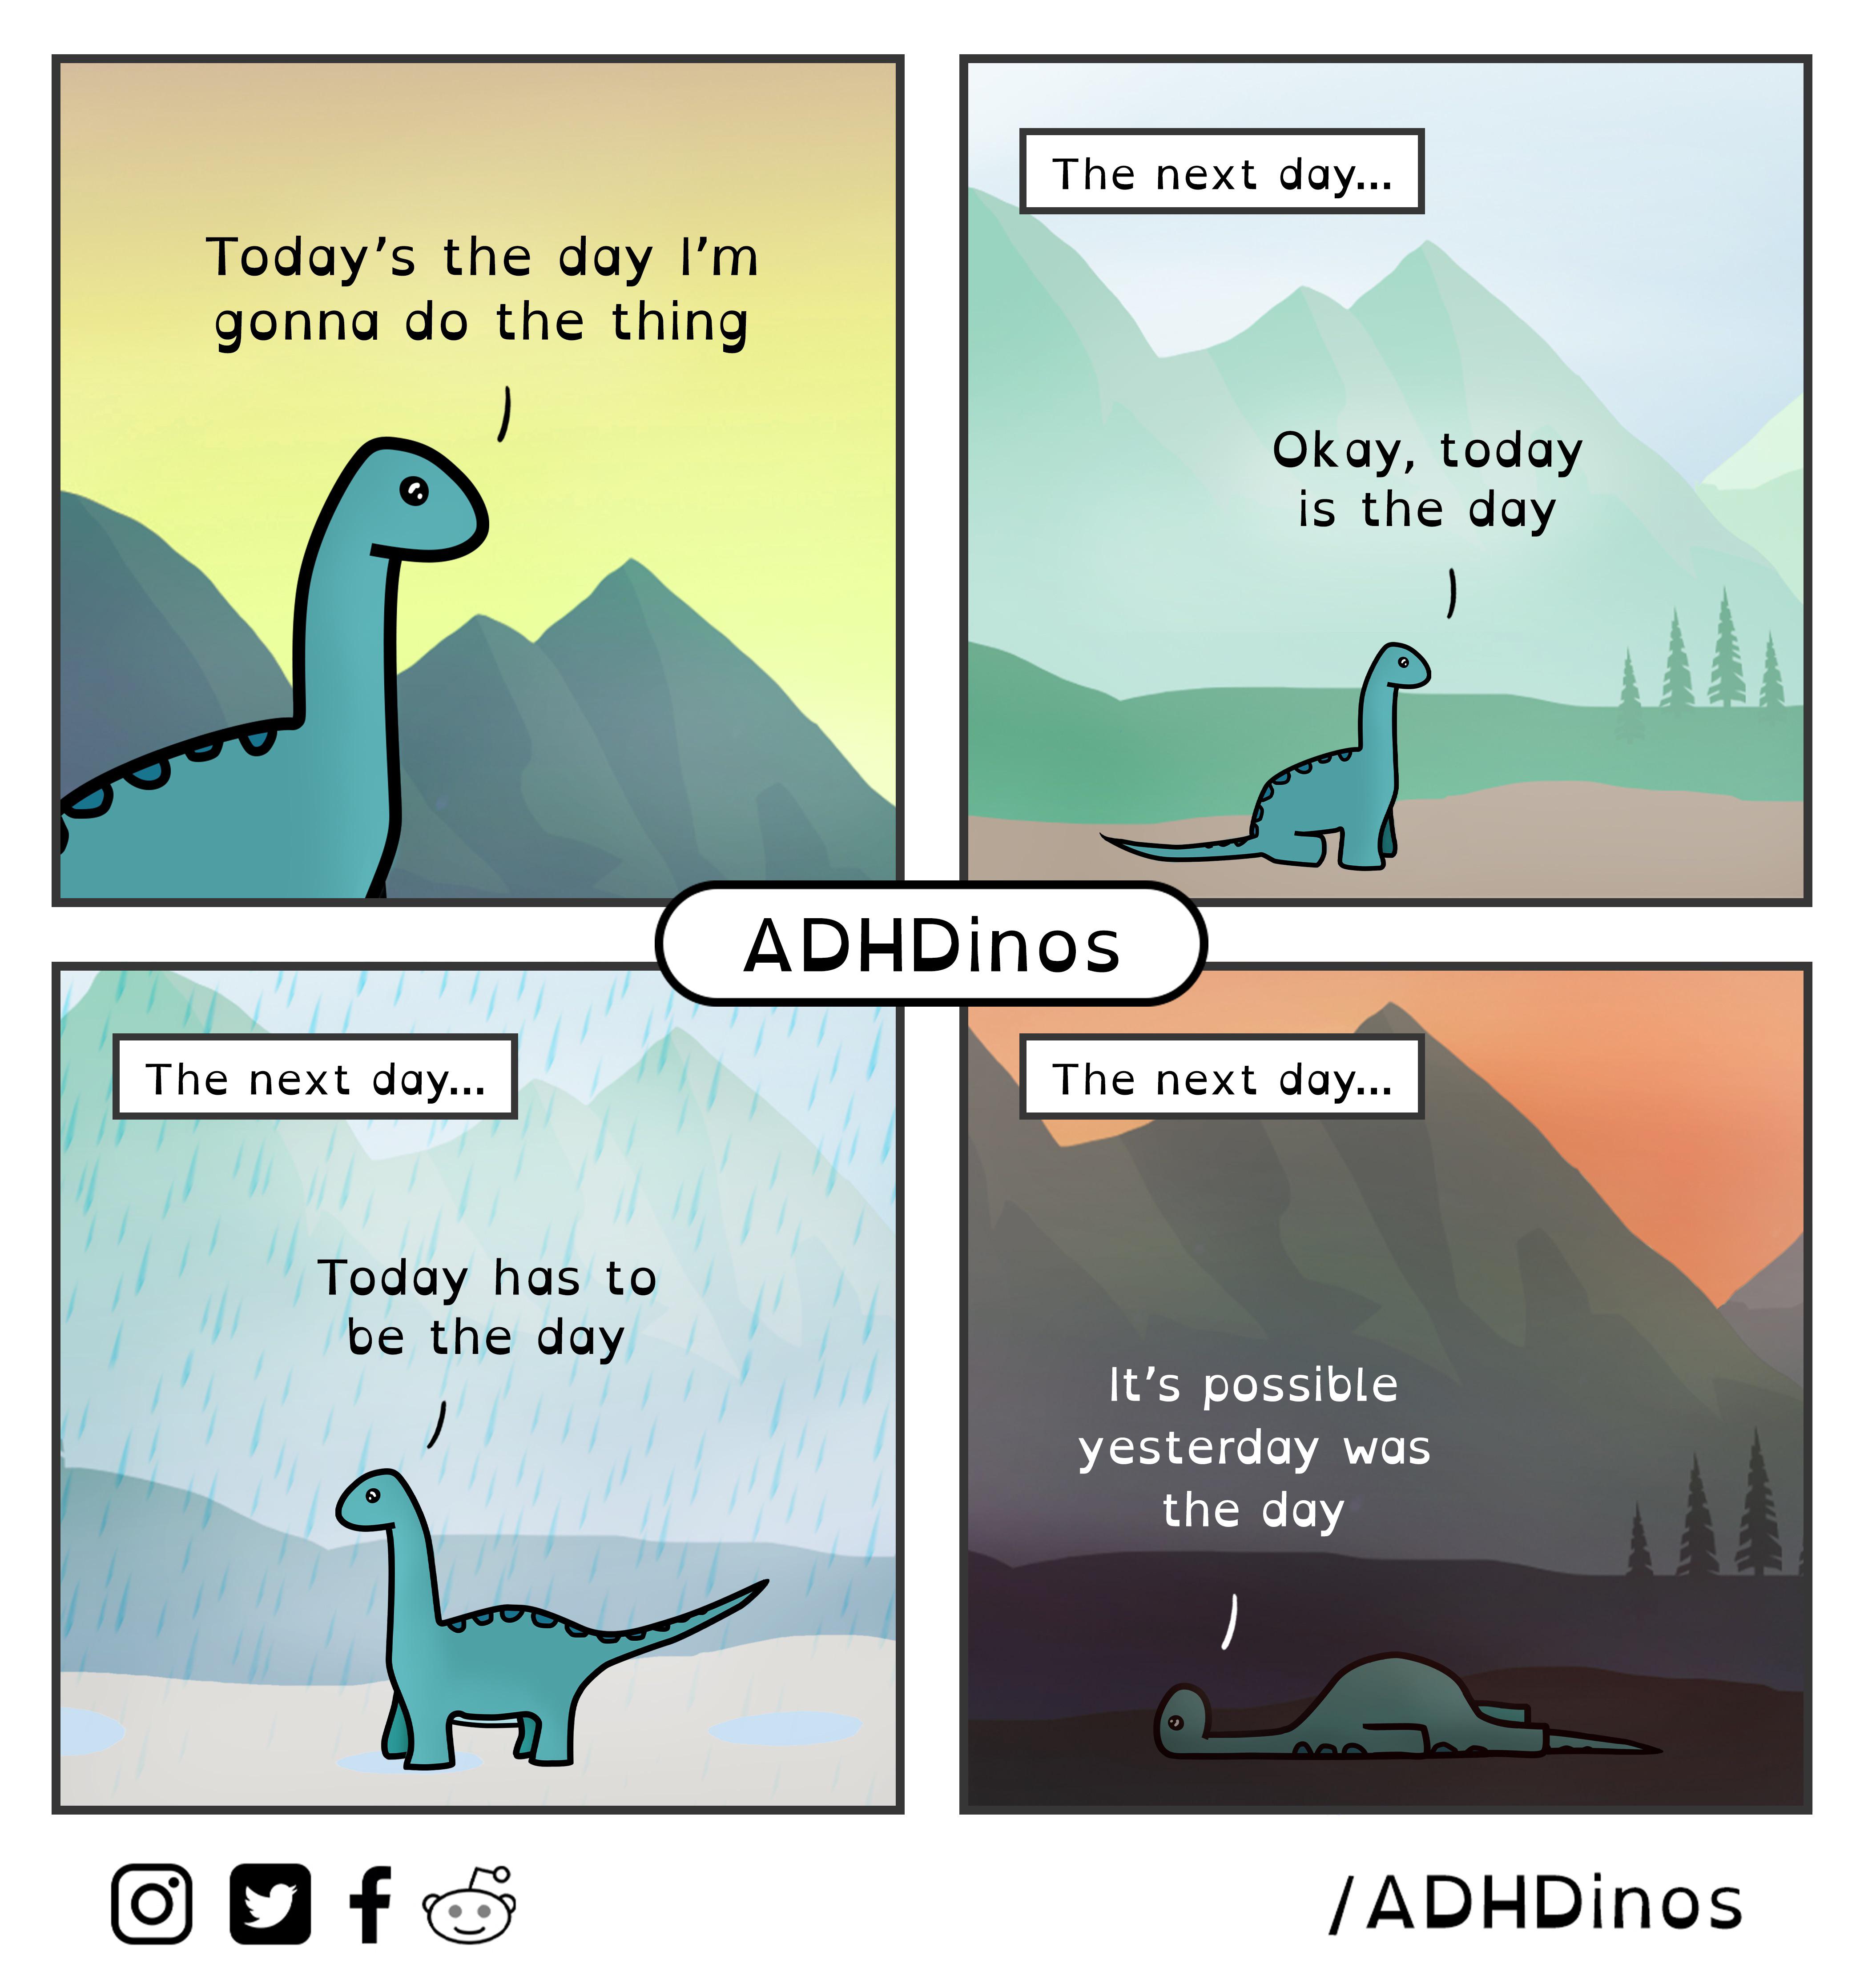 Today’s the day I’m
gonna do the thing
The next day...
Okay, today
is the day
ADHDinos
The next day...
Today has to
be the day
The next day...
It’s possible
yesterday was
the day
/ADHDinos